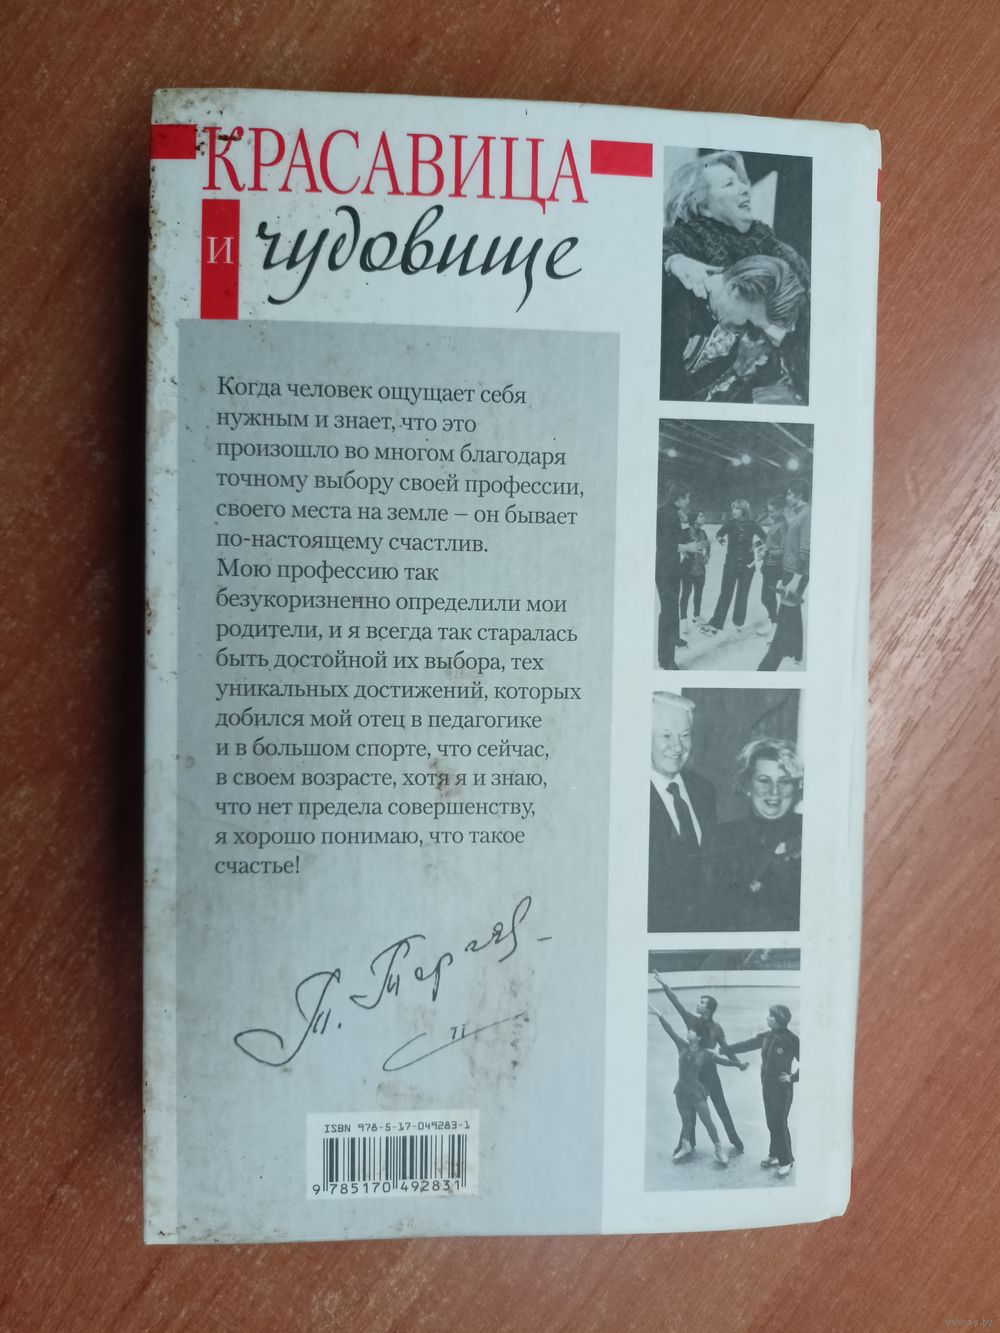 КРАСАВИЦА
и чудовище
Когда человек ощущает себя
нужным и знает, что это
произошло во многом благодаря
точному выбору своей профессии,
своего места на земле – он бывает
по-настоящему счастлив.
Мою профессию так
безукоризненно определили мои
родители, и я всегда так старалась
быть достойной их выбора, тех
уникальных достижений, которых
добился мой отец в педагогике
и в большом спорте, что сейчас,
в своем возрасте, хотя я и знаю,
что нет предела совершенству,
я хорошо понимаю, что такое
счастье!
ISBN 978-5-17-049283-1
9 785170 492831
www.ay.by